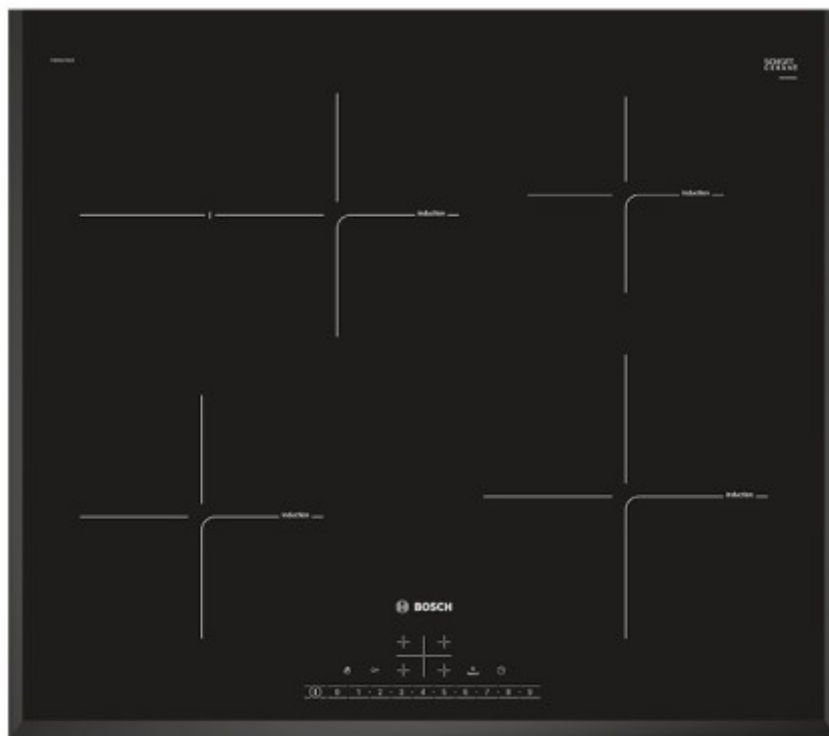 SCHOTT
CERAN®
induction
induction
induction
induction
BOSCH
0 1 · 2 · 3 · 4 · 5 · 6 · 7 · 8 · 9